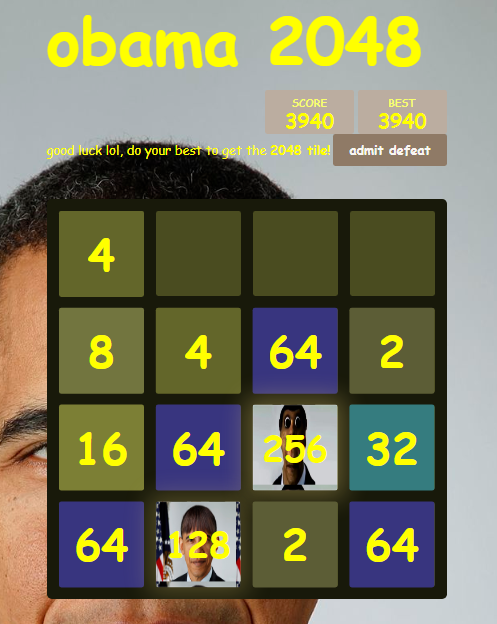 obama 2048
SCORE BEST
3940 3940
good luck lol, do your best to get the 2048 tile! admit defeat
4
8 4 64 2
16 64 256 32
64 128 2 64